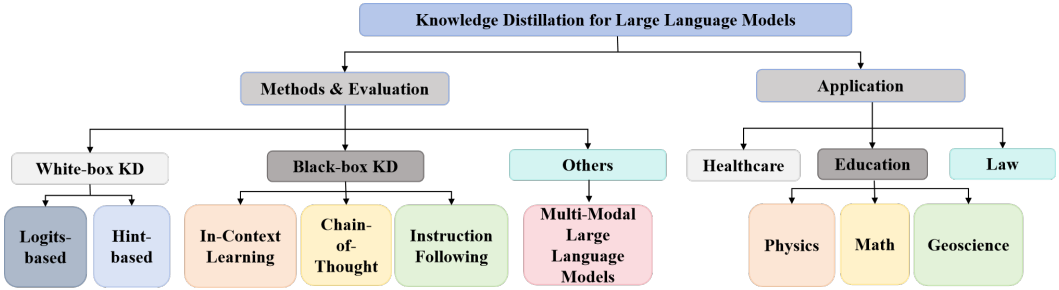 Knowledge Distillation for Large Language Models
Methods & Evaluation
Application
White-box KD
Black-box KD
Others
Healthcare
Education
Law
Logits-
based
Hint-
based
In-Context
Learning
Chain-
of-
Thought
Instruction
Following
Multi-Modal
Large
Language
Models
Physics
Math
Geoscience